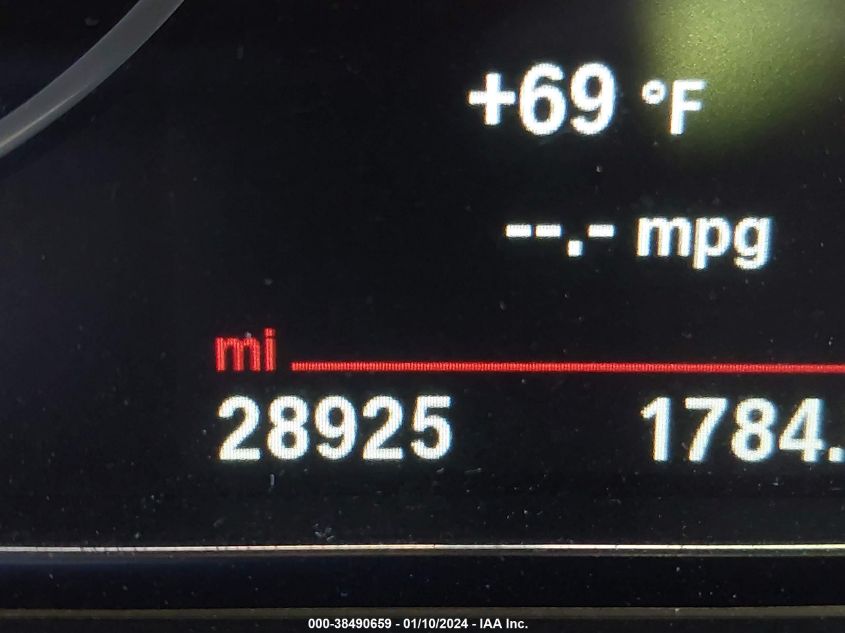 +69 °F
--.- mpg
mi
28925 1784.
000-38490659 - 01/10/2024 - IAA Inc.